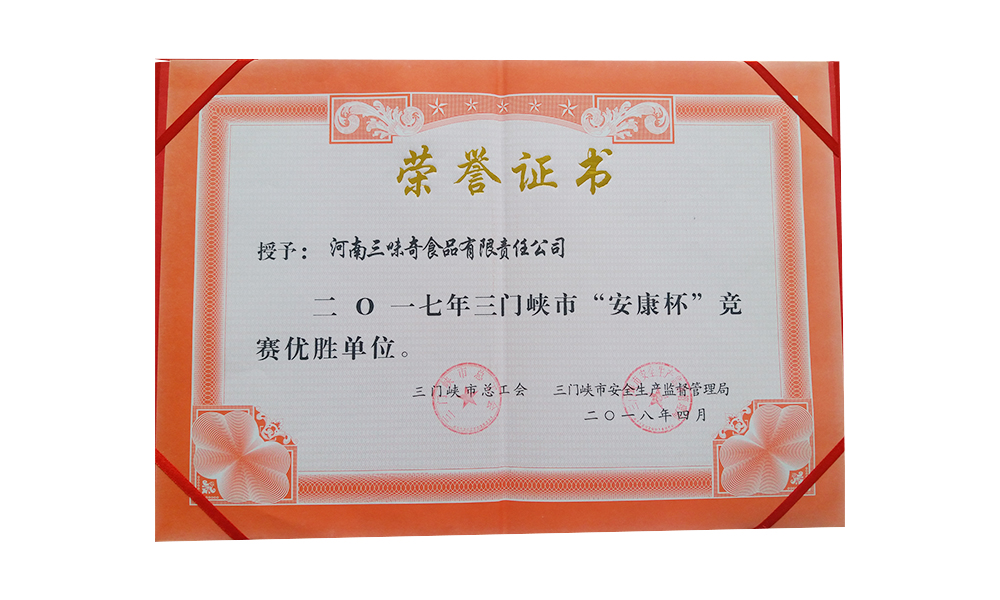 荣誉证书
授予：河南三味奇食品有限责任公司
二O一七年三门峡市“安康杯”竞
赛优胜单位。
三门峡市总工会 三门峡市安全生产监督管理局
二〇一八年四月